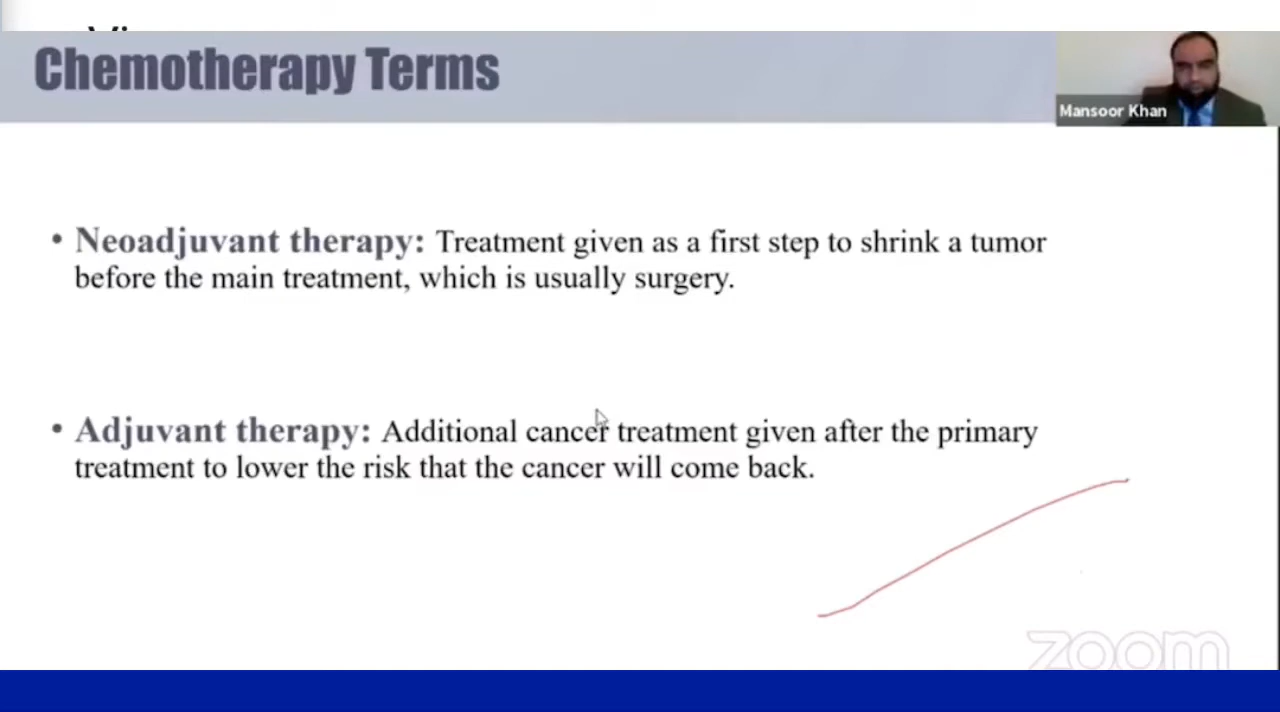 Chemotherapy Terms
Mansoor Khan
• Neoadjuvant therapy: Treatment given as a first step to shrink a tumor
before the main treatment, which is usually surgery.
• Adjuvant therapy: Additional cancer treatment given after the primary
treatment to lower the risk that the cancer will come back.
zoom